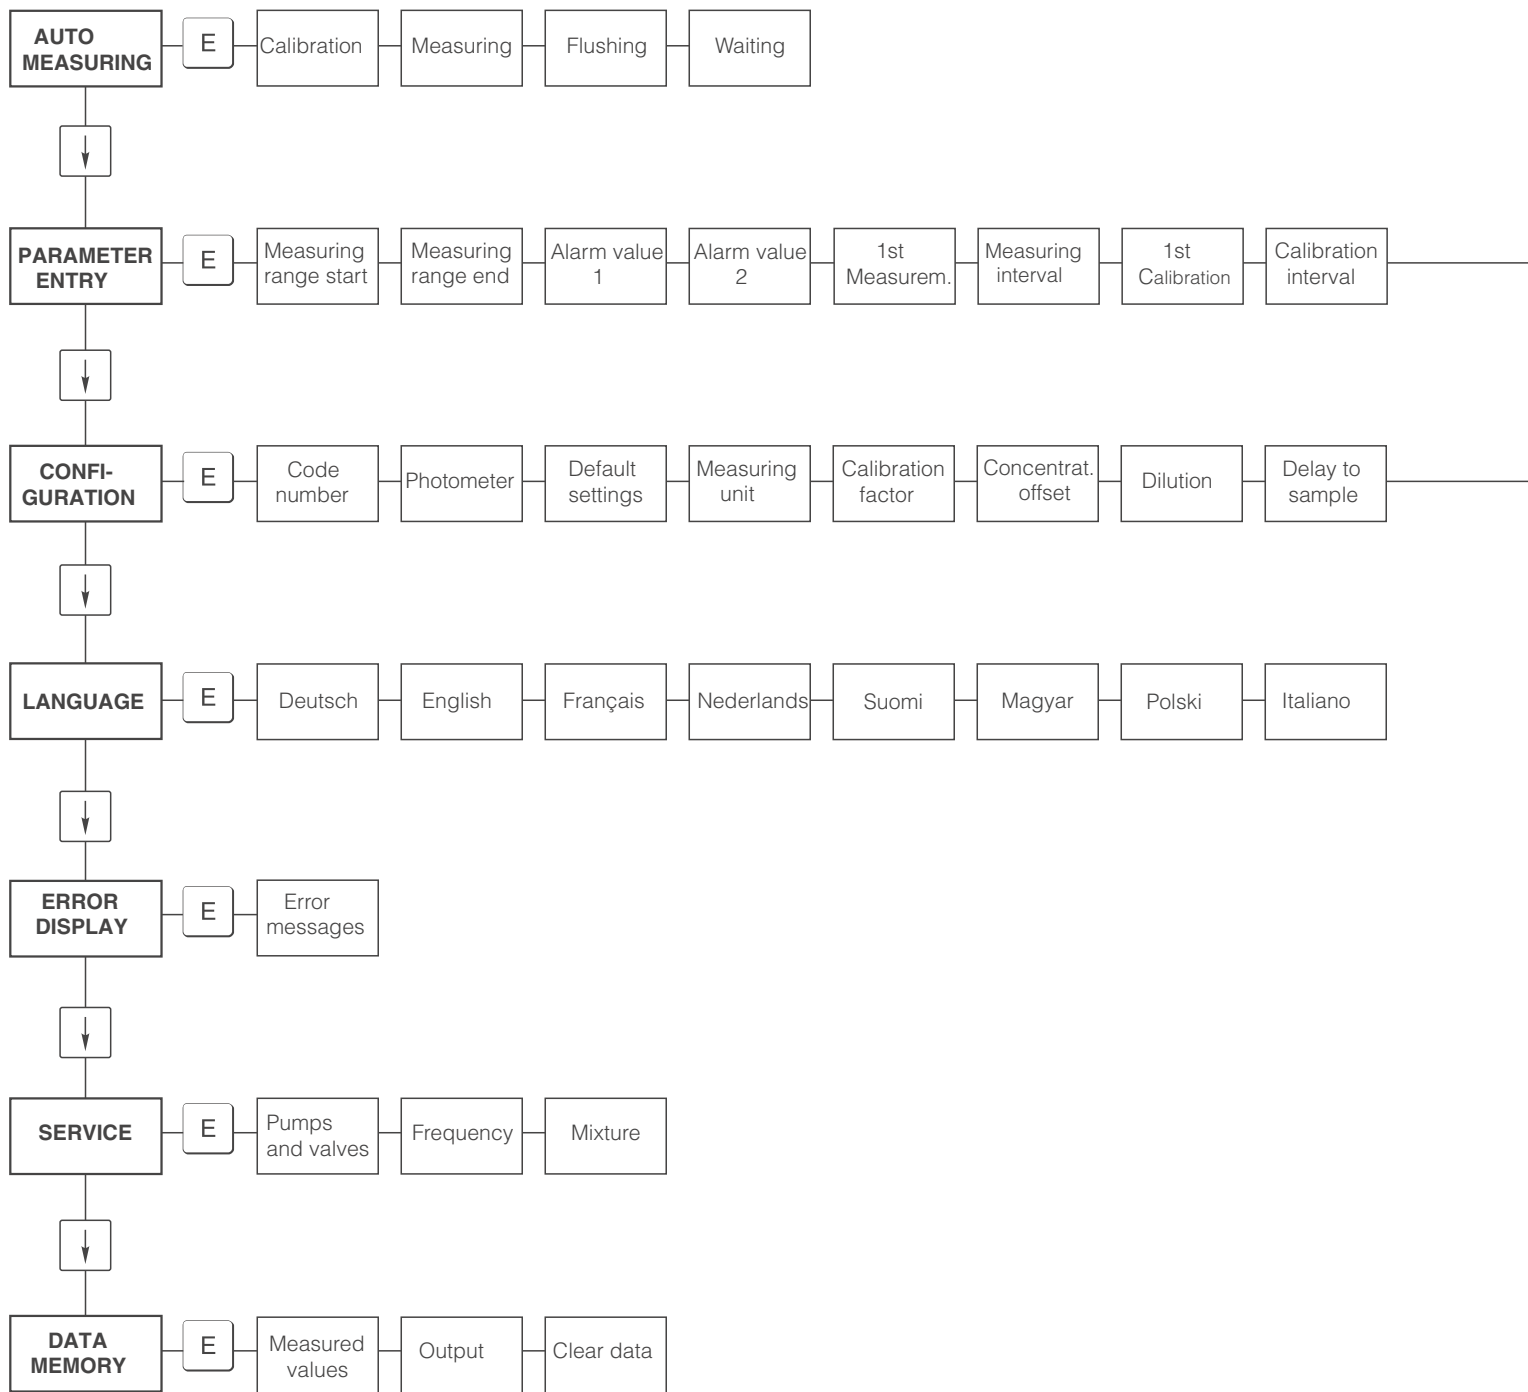 AUTO
MEASURING
E
Calibration
Measuring
Flushing
Waiting
PARAMETER
ENTRY
E
Measuring
range start
Measuring
range end
Alarm value
1
Alarm value
2
1st
Measurem.
Measuring
interval
1st
Calibration
Calibration
interval
CONFI-
GURATION
E
Code
number
Photometer
Default
settings
Measuring
unit
Calibration
factor
Concentrat.
offset
Dilution
Delay to
sample
LANGUAGE
E
Deutsch
English
Français
Nederlands
Suomi
Magyar
Polski
Italiano
ERROR
DISPLAY
E
Error
messages
SERVICE
E
Pumps
and valves
Frequency
Mixture
DATA
MEMORY
E
Measured
values
Output
Clear data